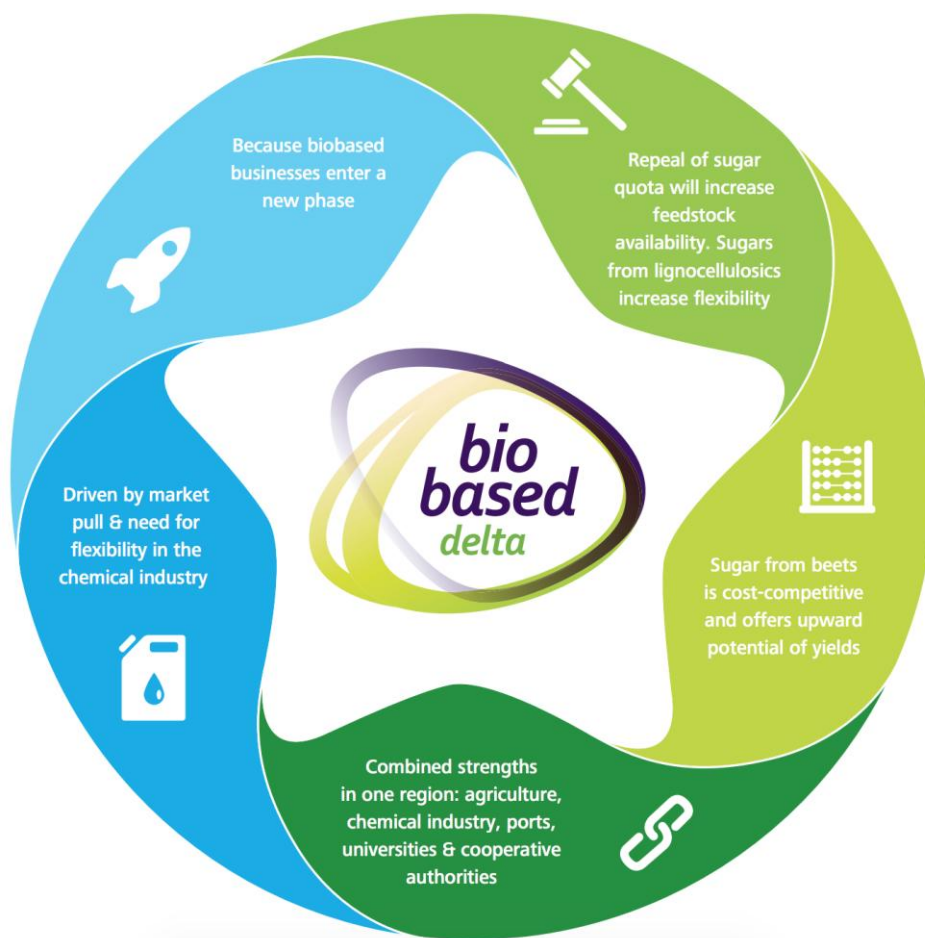 Because biobased
businesses enter a
new phase
Repeal of sugar
quota will increase
feedstock
availability. Sugars
from lignocellulosics
increase flexibility
Sugar from beets
is cost-competitive
and offers upward
potential of yields
Combined strengths
in one region: agriculture,
chemical industry, ports,
universities & cooperative
authorities
Driven by market
pull & need for
flexibility in the
chemical industry
bio
based
delta